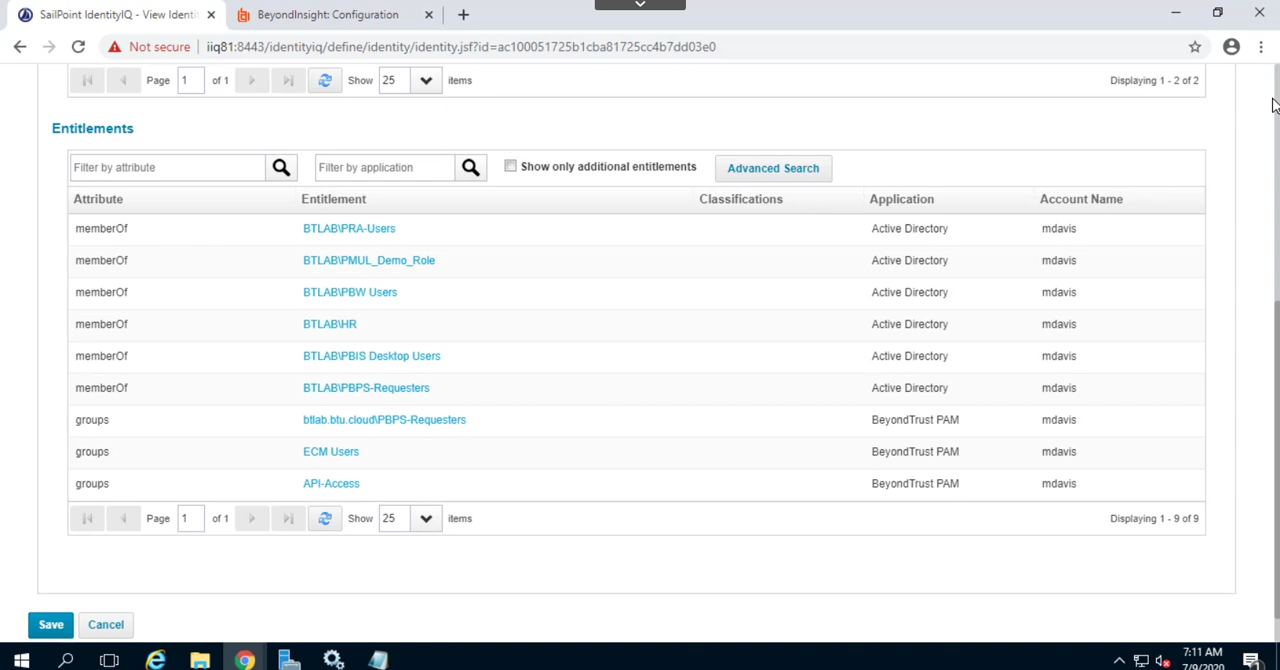 SailPoint IdentityIQ - View Identi
BeyondInsight: Configuration
Not secure
iiq81:8443/identityiq/define/identity/identity.jsf?id=ac100051725b1cba81725cc4b7dd03e0
Page 1 of 1 Show 25 items Displaying 1 - 2 of 2
Entitlements
Filter by attribute Filter by application Show only additional entitlements Advanced Search
Attribute Entitlement Classifications Application Account Name
memberOf BTLAB\PRA-Users Active Directory mdavis
memberOf BTLAB\PMUL_Demo_Role Active Directory mdavis
memberOf BTLAB\PBW Users Active Directory mdavis
memberOf BTLAB\HR Active Directory mdavis
memberOf BTLAB\PBIS Desktop Users Active Directory mdavis
memberOf BTLAB\PBPS-Requesters Active Directory mdavis
groups btlab.btu.cloud\PBPS-Requesters BeyondTrust PAM mdavis
groups ECM Users BeyondTrust PAM mdavis
groups API-Access BeyondTrust PAM mdavis
Page 1 of 1 Show 25 items Displaying 1 - 9 of 9
Save Cancel
7:11 AM
7/9/2020